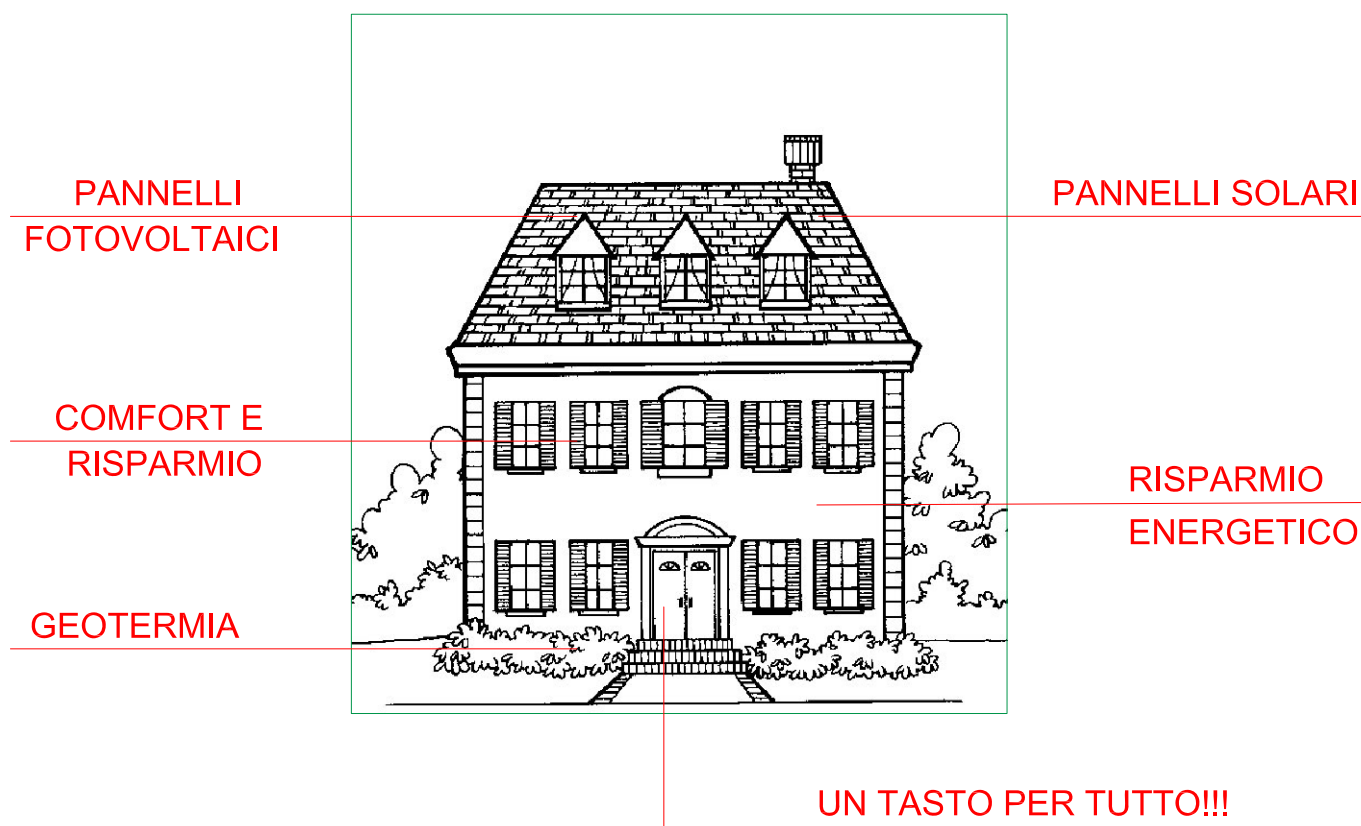 PANNELLI
FOTOVOLTAICI
PANNELLI SOLARI
COMFORT E
RISPARMIO
RISPARMIO
ENERGETICO
GEOTERMIA
UN TASTO PER TUTTO!!!